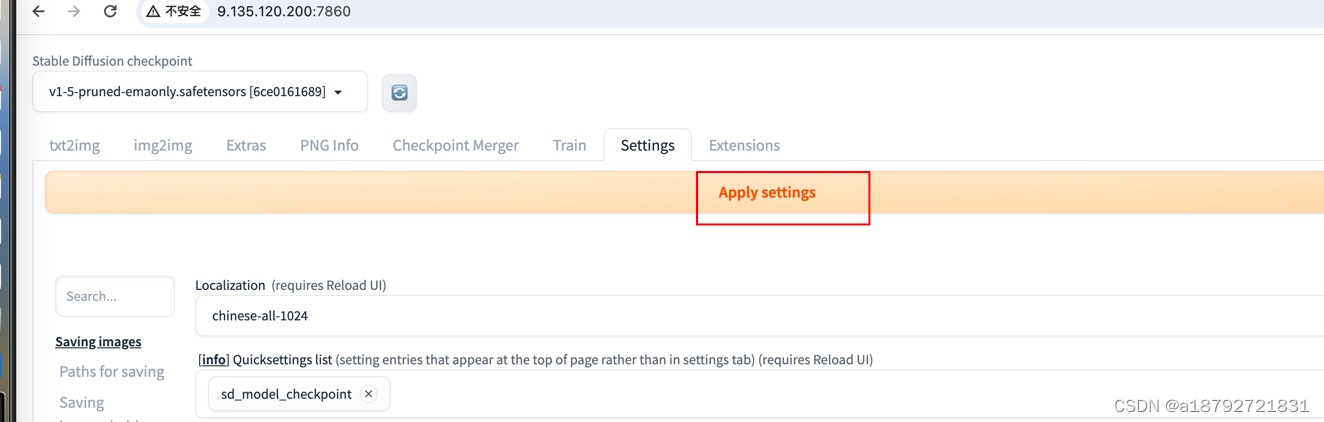 不安全 9.135.120.200:7860
Stable Diffusion checkpoint
v1-5-pruned-emaonly.safetensors [6ce0161689]
txt2img img2img Extras PNG Info Checkpoint Merger Train Settings Extensions
Apply settings
Localization (requires Reload UI)
Search...
chinese-all-1024
Saving images
[info] Quicksettings list (setting entries that appear at the top of page rather than in settings tab) (requires Reload UI)
Paths for saving
sd_model_checkpoint
Saving
CSDN @a18792721831